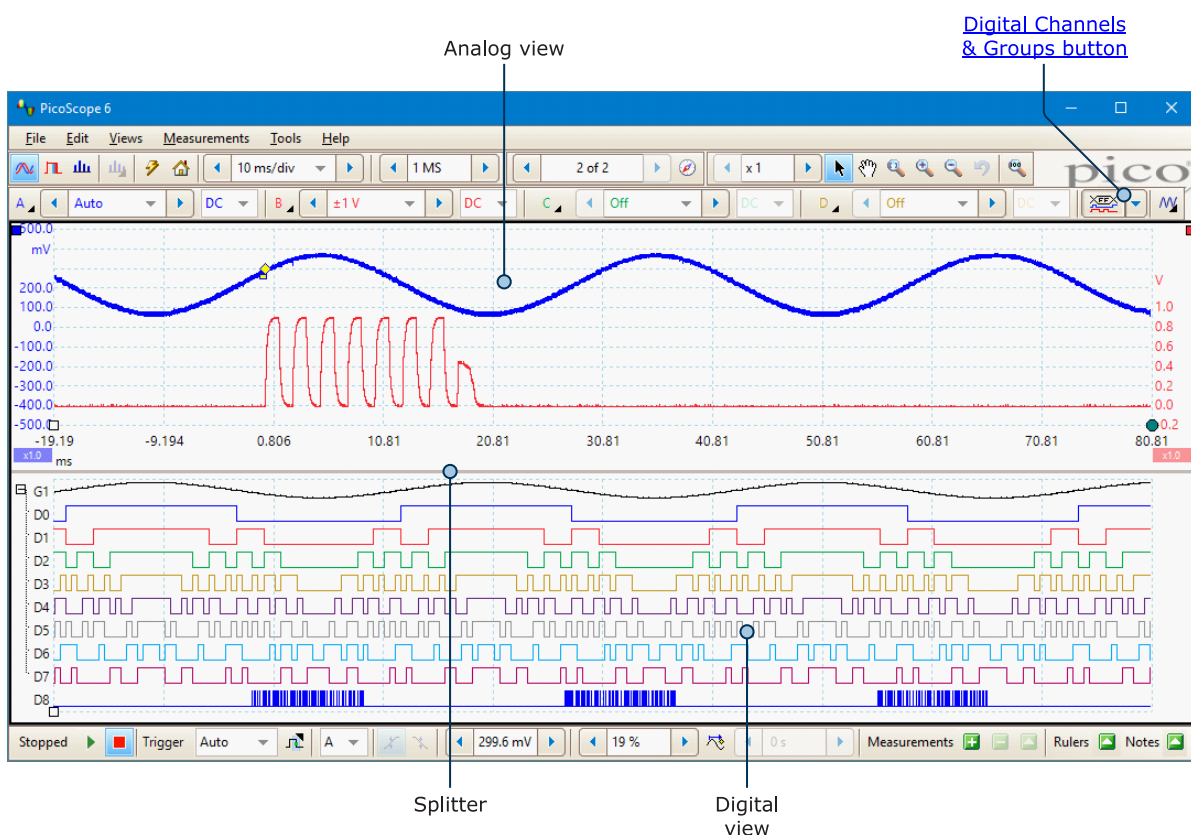 Analog view
Digital Channels
& Groups button
PicoScope 6
File Edit Views Measurements Tools Help
10 ms/div 1 MS 2 of 2 x 1
pico
A Auto DC B ±1 V DC C Off DC D Off DC
500.0
mV
200.0
100.0
0.0
-100.0
-200.0
-300.0
-400.0
-500.0
V
1.0
0.8
0.6
0.4
0.2
0.0
0.2
-19.19 -9.194 0.806 10.81 20.81 30.81 40.81 50.81 60.81 70.81 80.81
x1.0 ms x1.0
G1
D0
D1
D2
D3
D4
D5
D6
D7
D8
Stopped Trigger Auto A 299.6 mV 19 % 0 s Measurements Rulers Notes
Splitter
Digital
view